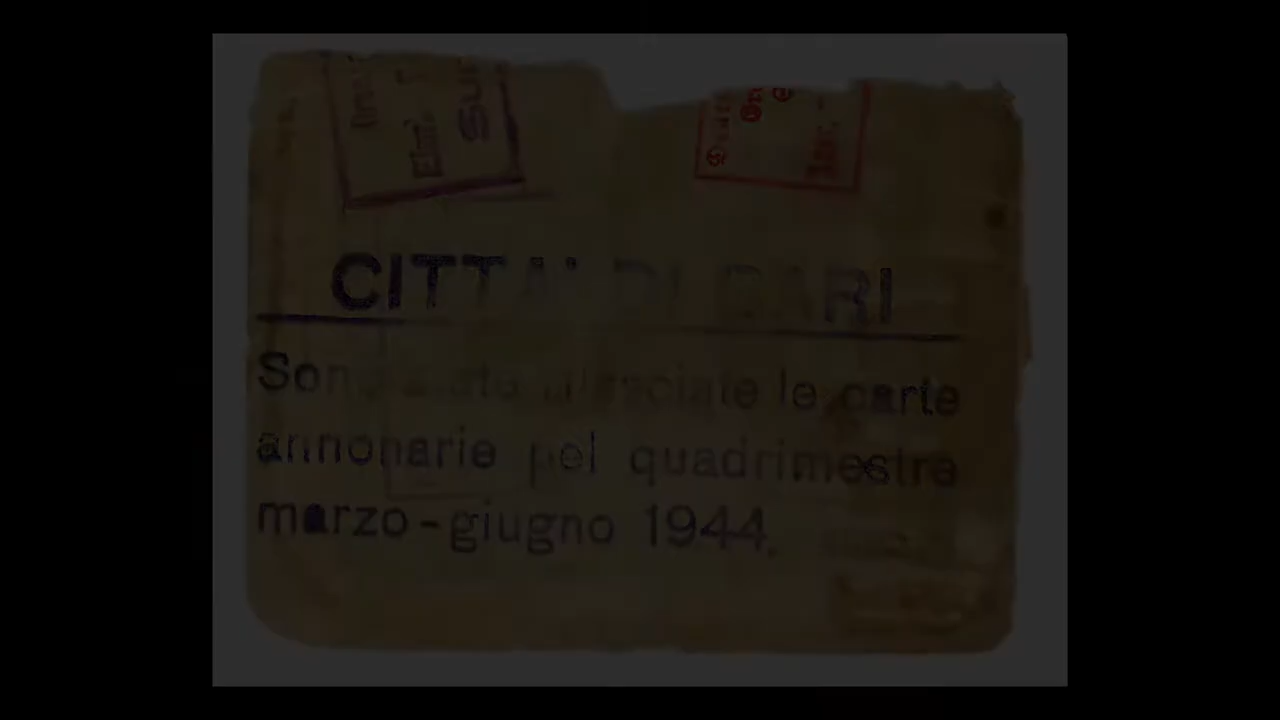 CITTA' DI BARI
Sono state rilasciate le carte
annonarie pel quadrimestre
marzo-giugno 1944.